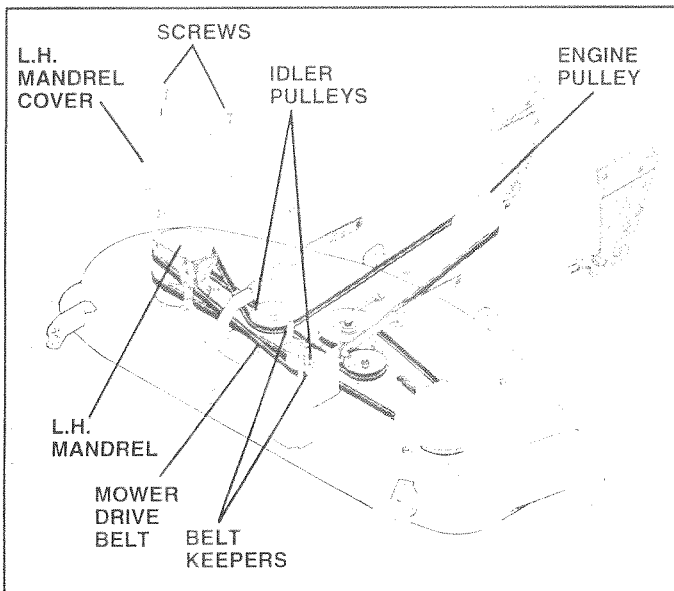 SCREWS
L.H.
MANDREL
COVER
IDLER
PULLEYS
ENGINE
PULLEY
L.H.
MANDREL
MOWER
DRIVE
BELT
BELT
KEEPERS